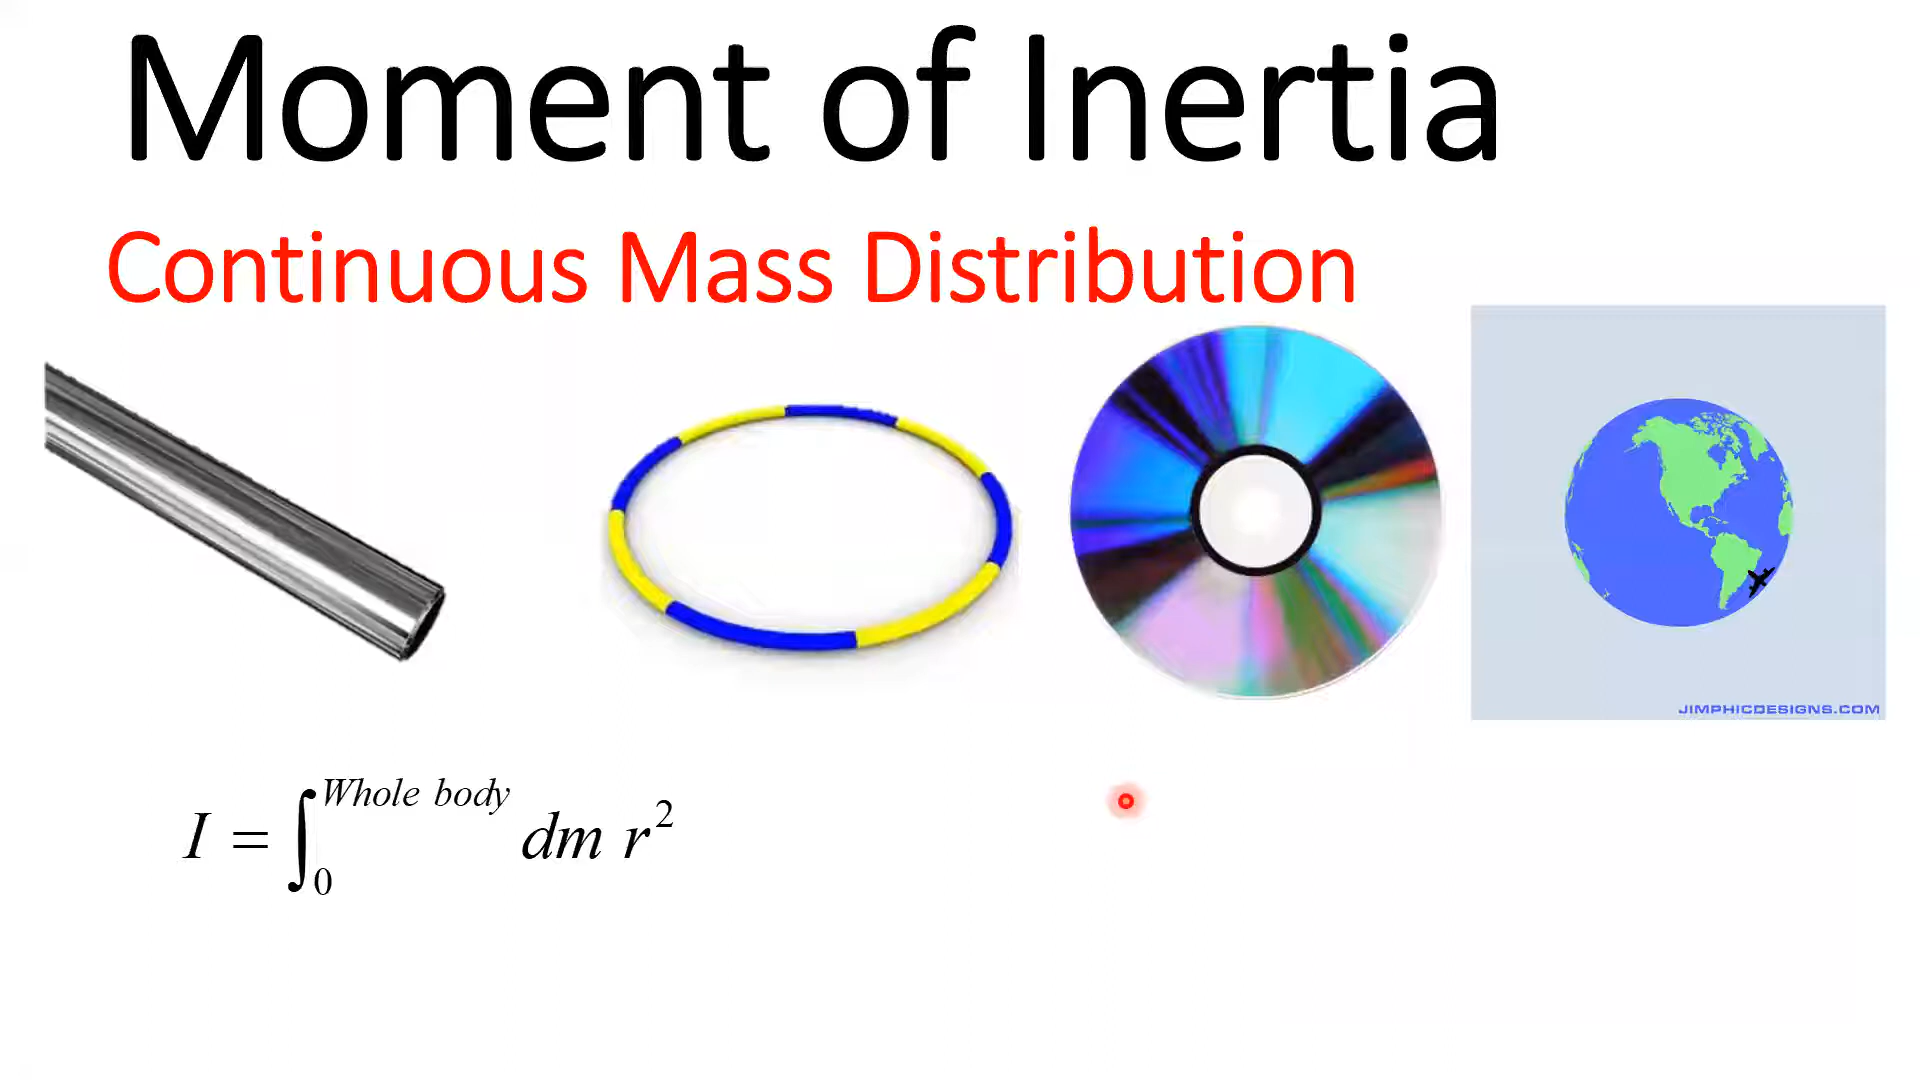 Moment of Inertia
Continuous Mass Distribution
JIMPHICDESIGNS.COM
I = ∫₀^{Whole body} dm r²